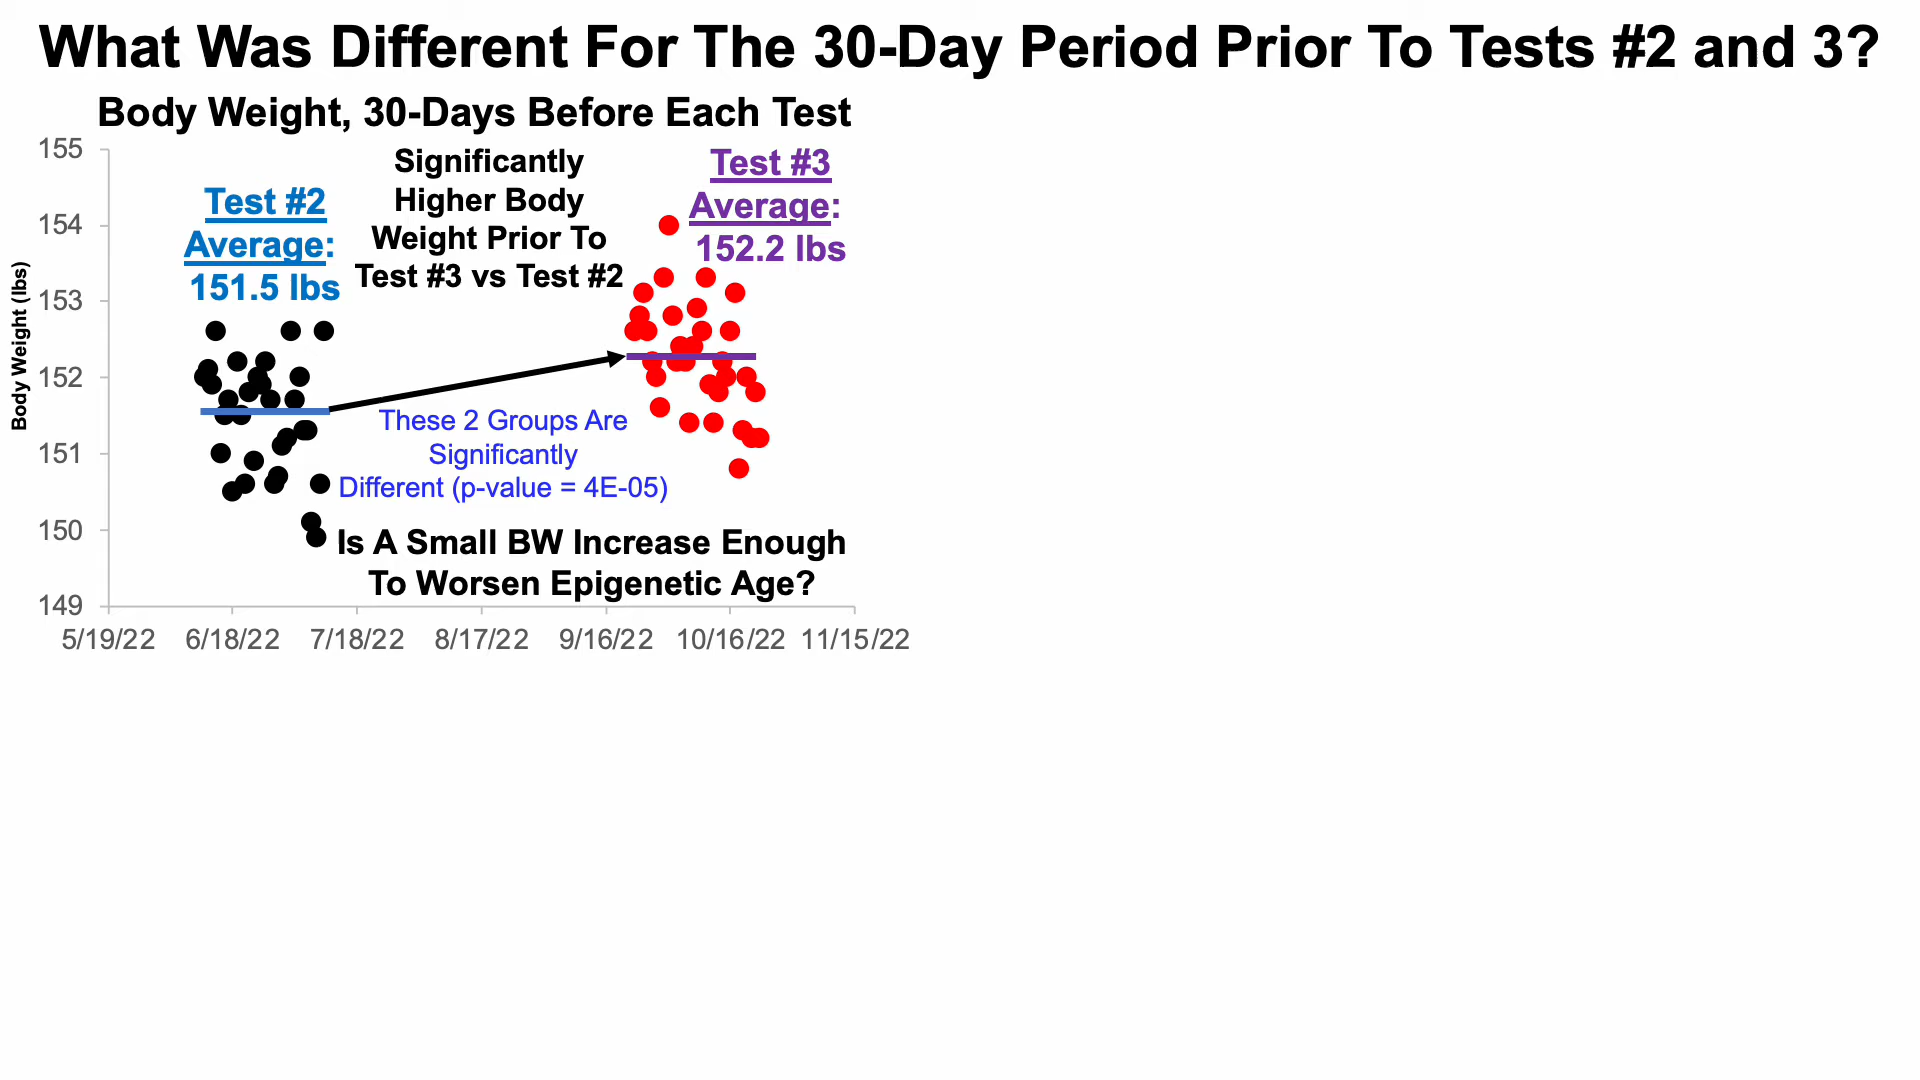 What Was Different For The 30-Day Period Prior To Tests #2 and 3?
Body Weight, 30-Days Before Each Test
Body Weight (lbs)
155
154
153
152
151
150
149
Test #2
Average:
151.5 lbs
Significantly
Higher Body
Weight Prior To
Test #3 vs Test #2
Test #3
Average:
152.2 lbs
These 2 Groups Are
Significantly
Different (p-value = 4E-05)
Is A Small BW Increase Enough
To Worsen Epigenetic Age?
5/19/22 6/18/22 7/18/22 8/17/22 9/16/22 10/16/22 11/15/22